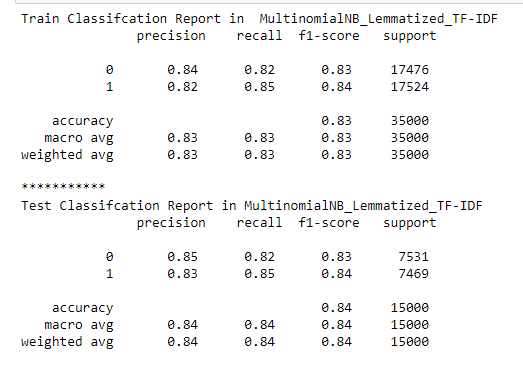 Train Classifcation Report in  MultinomialNB_Lemmatized_TF-IDF
              precision    recall  f1-score   support

           0       0.84      0.82      0.83     17476
           1       0.82      0.85      0.84     17524

    accuracy                           0.83     35000
   macro avg       0.83      0.83      0.83     35000
weighted avg       0.83      0.83      0.83     35000

***********
Test Classifcation Report in MultinomialNB_Lemmatized_TF-IDF
              precision    recall  f1-score   support

           0       0.85      0.82      0.83      7531
           1       0.83      0.85      0.84      7469

    accuracy                           0.84     15000
   macro avg       0.84      0.84      0.84     15000
weighted avg       0.84      0.84      0.84     15000